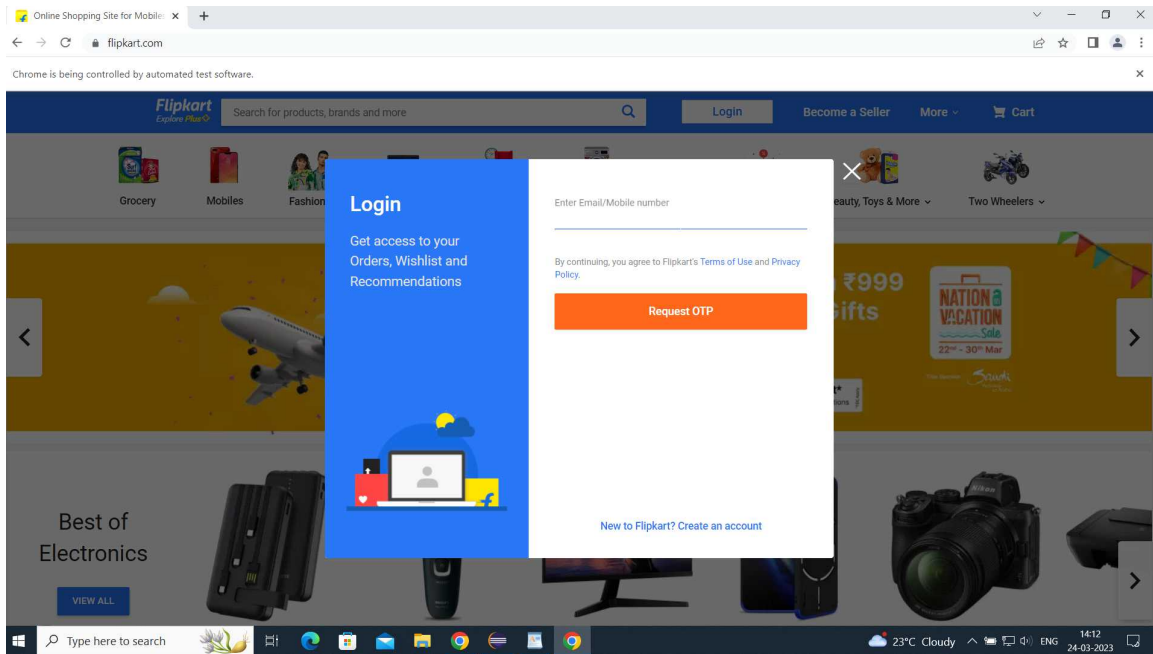 Online Shopping Site for Mobiles
flipkart.com
Chrome is being controlled by automated test software.
Flipkart
Explore Plus
Search for products, brands and more
Login
Become a Seller
More
Cart
Grocery
Mobiles
Fashion
eauty, Toys & More
Two Wheelers
Login
Get access to your
Orders, Wishlist and
Recommendations
Enter Email/Mobile number
By continuing, you agree to Flipkart's Terms of Use and Privacy
Policy.
Request OTP
New to Flipkart? Create an account
₹999
ifts
NATION
VACATION
Sale
22nd - 30th Mar
Saudi
Best of
Electronics
VIEW ALL
Nikon
Type here to search
23°C Cloudy
ENG
14:12
24-03-2023